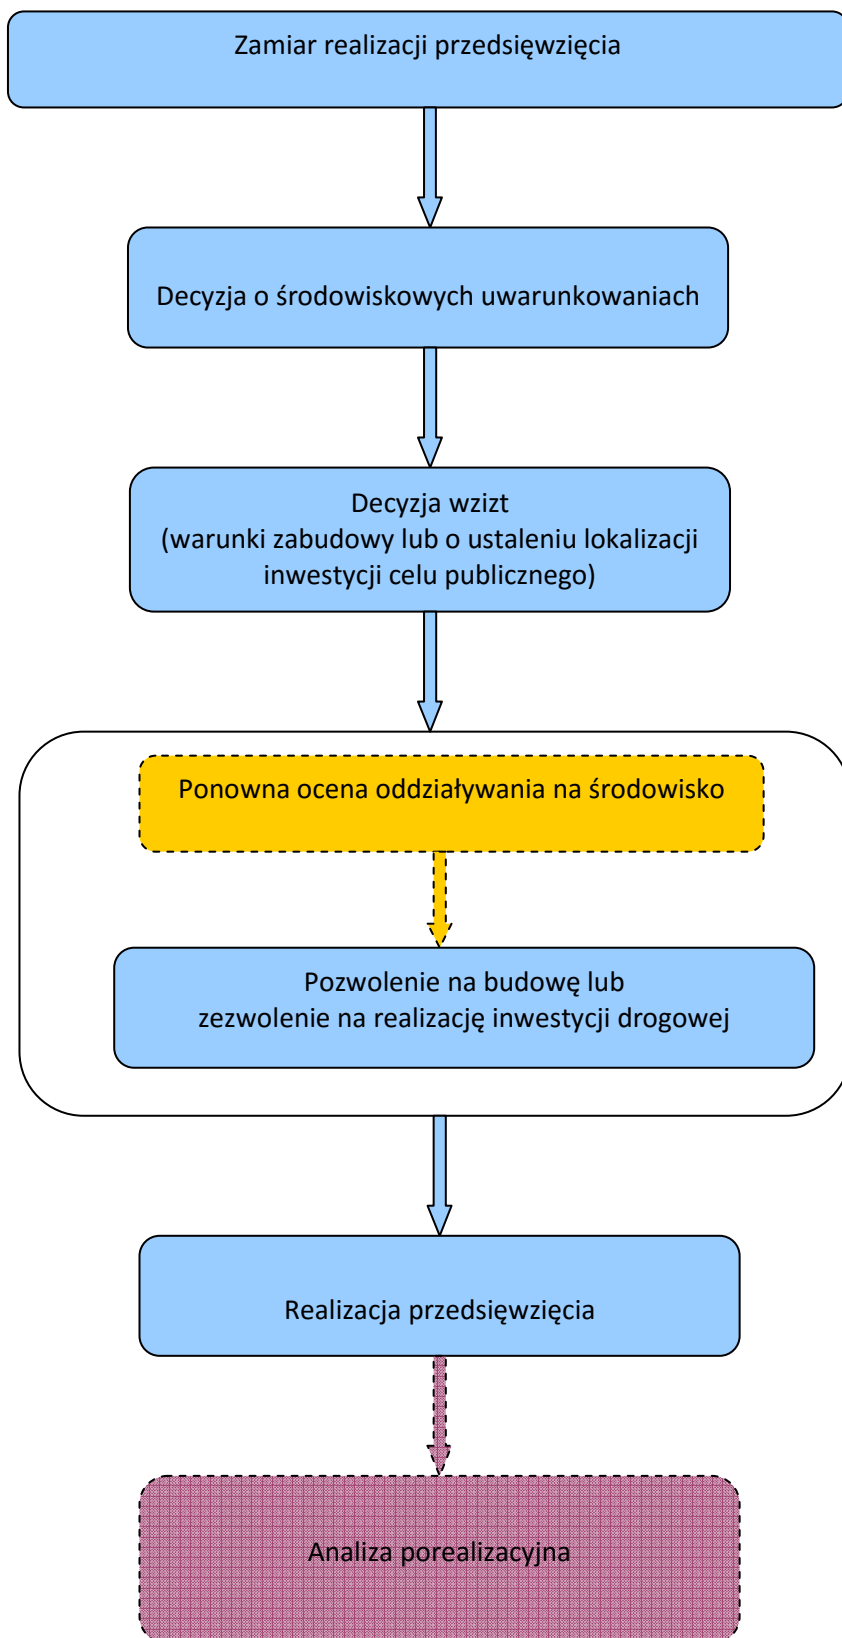 Zamiar realizacji przedsięwzięcia
Decyzja o środowiskowych uwarunkowaniach
Decyzja wzizt
(warunki zabudowy lub o ustaleniu lokalizacji
inwestycji celu publicznego)
Ponowna ocena oddziaływania na środowisko
Pozwolenie na budowę lub
zezwolenie na realizację inwestycji drogowej
Realizacja przedsięwzięcia
Analiza porealizacyjna